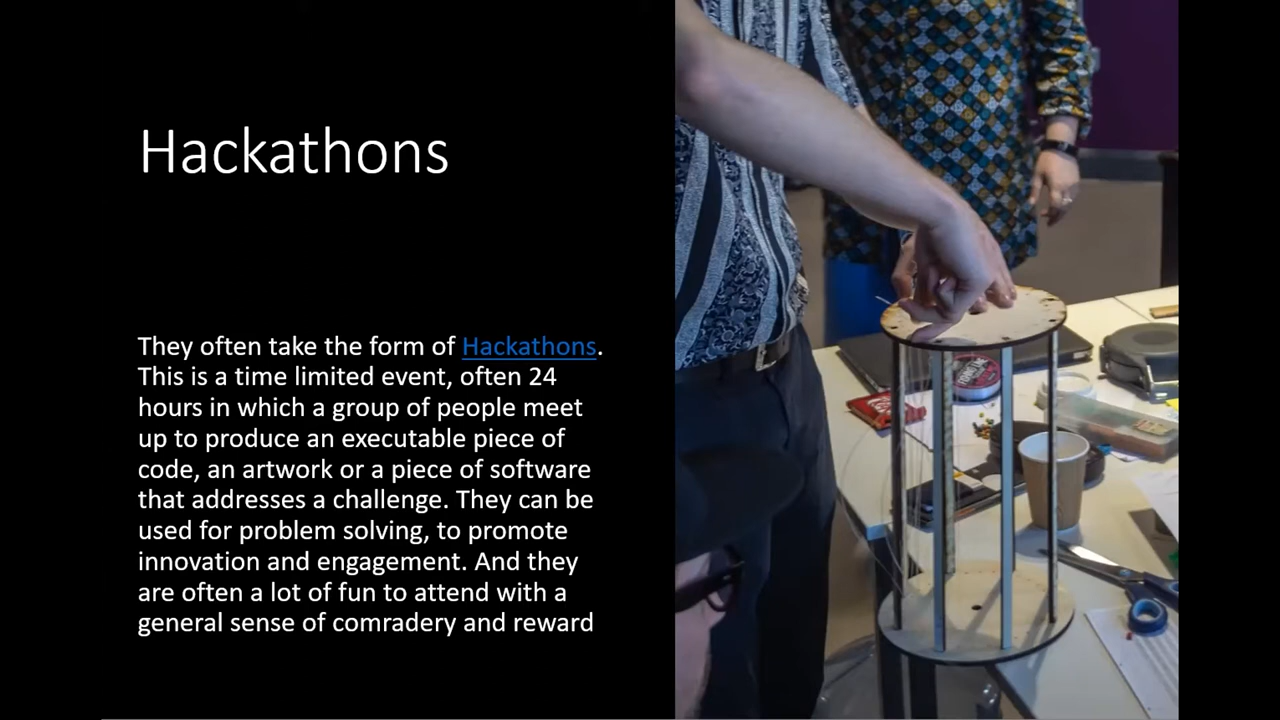 Hackathons
They often take the form of Hackathons.
This is a time limited event, often 24
hours in which a group of people meet
up to produce an executable piece of
code, an artwork or a piece of software
that addresses a challenge. They can be
used for problem solving, to promote
innovation and engagement. And they
are often a lot of fun to attend with a
general sense of comradery and reward